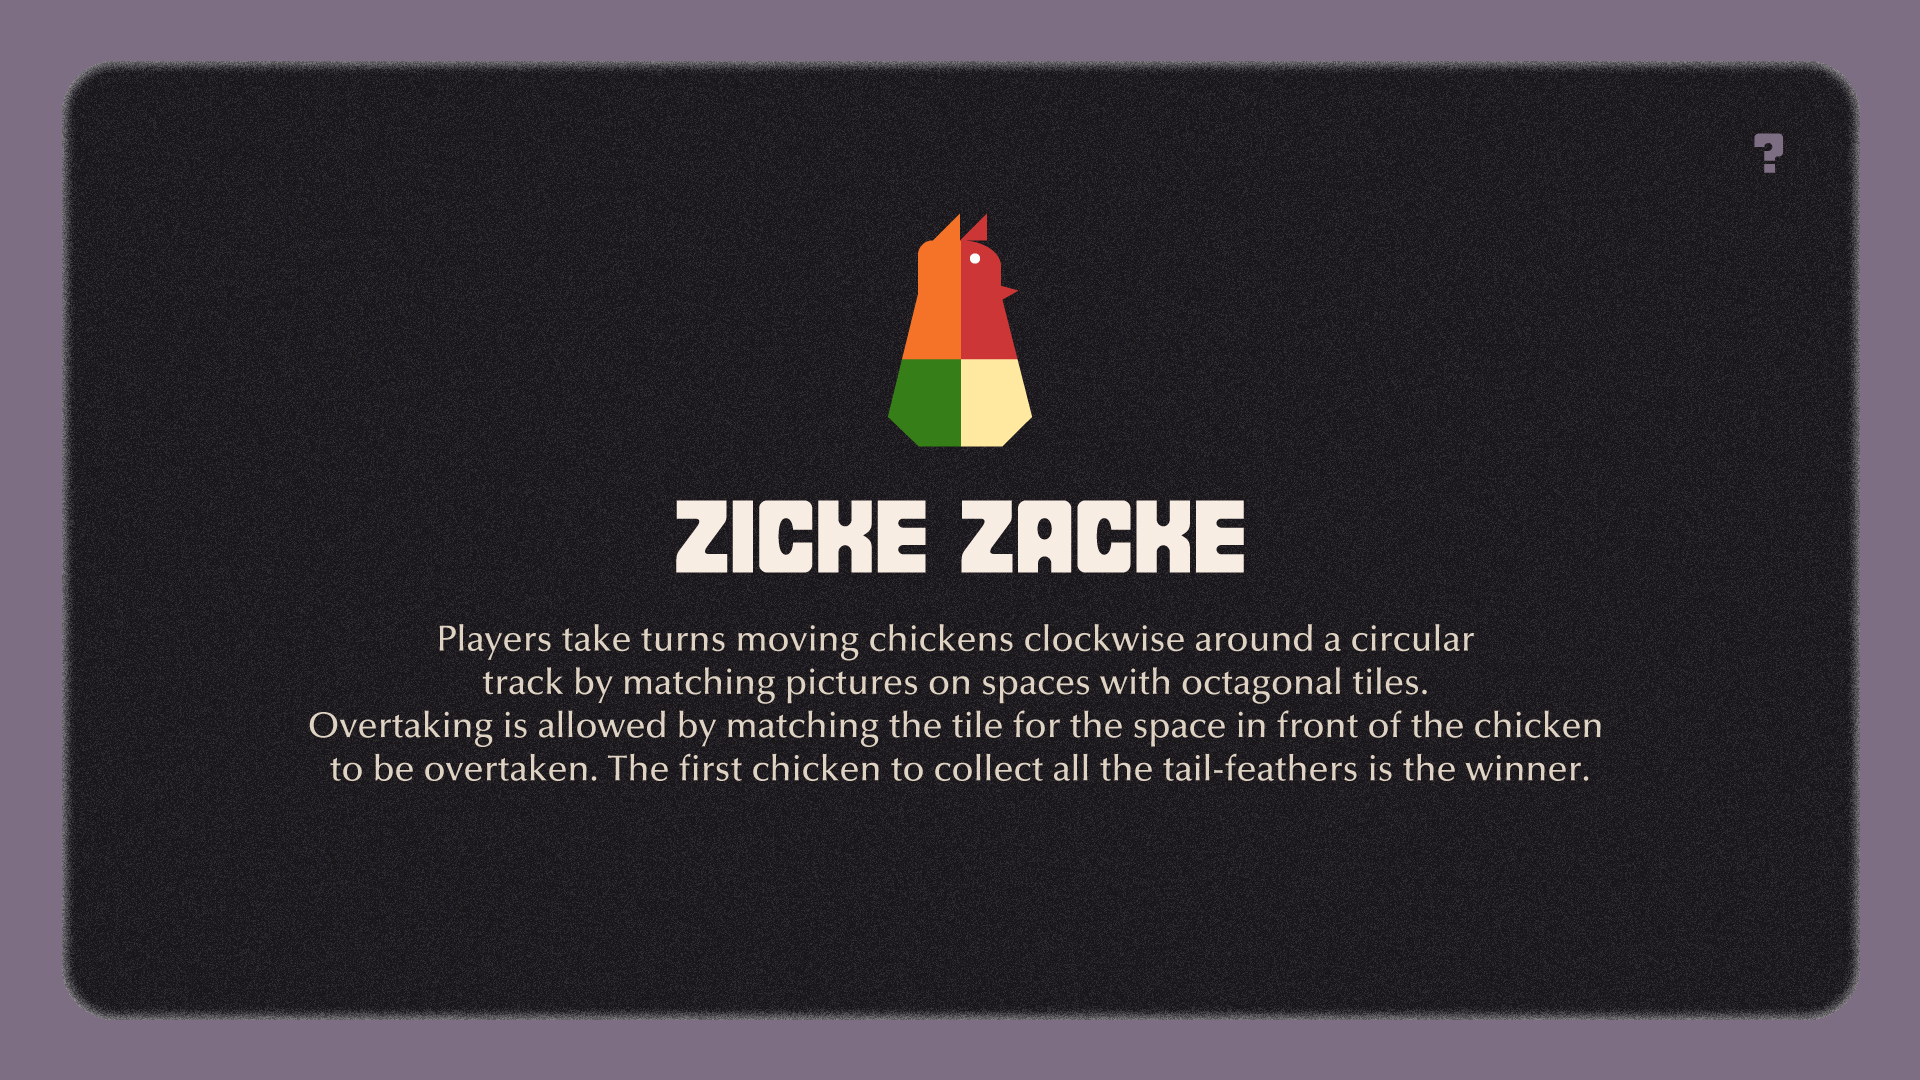 ?
ZICKE ZACKE
Players take turns moving chickens clockwise around a circular
track by matching pictures on spaces with octagonal tiles.
Overtaking is allowed by matching the tile for the space in front of the chicken
to be overtaken. The first chicken to collect all the tail-feathers is the winner.